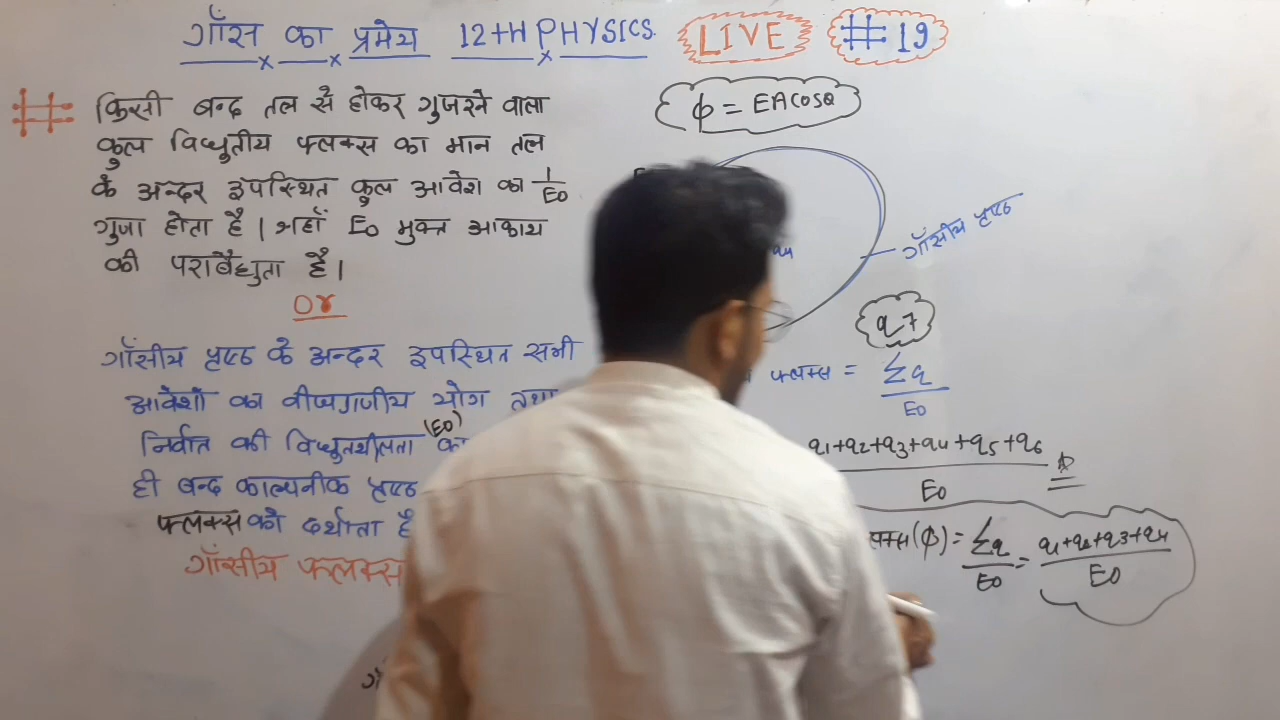 गॉस का प्रमेय 12+H PHYSICS. LIVE # 19
# किसी बन्द तल से होकर गुजरने वाला
कुल विध्युतीय फ्लक्स का मान तल
के अन्दर उपस्थित् कुल आवेश का 1/E0
गुणा होता है। जहाँ E0 मुक्त आकाश
की पराबैध्युता है।
Or
गॉसीय पृष्ठ के अन्दर उपस्थित सभी
आवेशों का बीजगणीय योग तथा
निर्वात की विध्युतशीलता (E0) का
ही बन्द काल्पनीक पृष्ठ
फ्लक्स को दर्शाता है
गॉसीय फ्लक्स
ϕ = EACOSθ
q4
गॉसीय पृष्ठ
q7
फ्लक्स = Σq/E0
q1+q2+q3+q4+q5+q6
E0
(ϕ) = Σq/E0 = q1+q2+q3+q4/E0